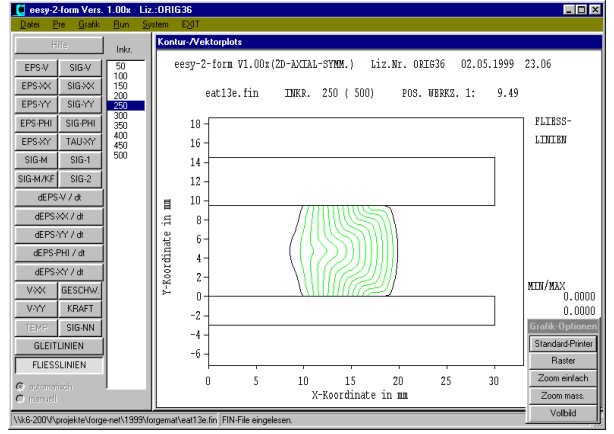 eesy-2-form Vers. 1.00x Liz.:ORIG36
Datei Pre Grafik Run System EXIT
Hilfe
EPS-V SIG-V
EPS-XX SIG-XX
EPS-YY SIG-YY
EPS-PHI SIG-PHI
EPS-XY TAU-XY
SIG-M SIG-1
SIG-M/KF SIG-2
dEPS-V / dt
dEPS-XX / dt
dEPS-YY / dt
dEPS-PHI / dt
dEPS-XY / dt
V-XX GESCHW.
V-YY KRAFT
TEMP SIG-NN
GLEITLINIEN
FLIESSLINIEN
automatisch
manuell
Inkr.
50
100
150
200
250
300
350
400
450
500
Kontur-/Vektorplots
eesy-2-form V1.00x(2D-AXIAL-SYMM.) Liz.Nr. ORIG36 02.05.1999 23.06
eat13e.fin INKR. 250 ( 500) POS. WERKZ. 1: 9.49
FLIESS-
LINIEN
18
16
14
12
10
8
6
4
2
0
-2
-4
-6
Y-Koordinate in mm
0 5 10 15 20 25 30
X-Koordinate in mm
MIN/MAX
0.0000
0.0000
Grafik-Optionen
Standard-Printer
Raster
Zoom einfach
Zoom mass.
Vollbild
\\k6-200\f\projekte\forge-net\1999\forgemat\eat13e.fin FIN-File eingelesen.